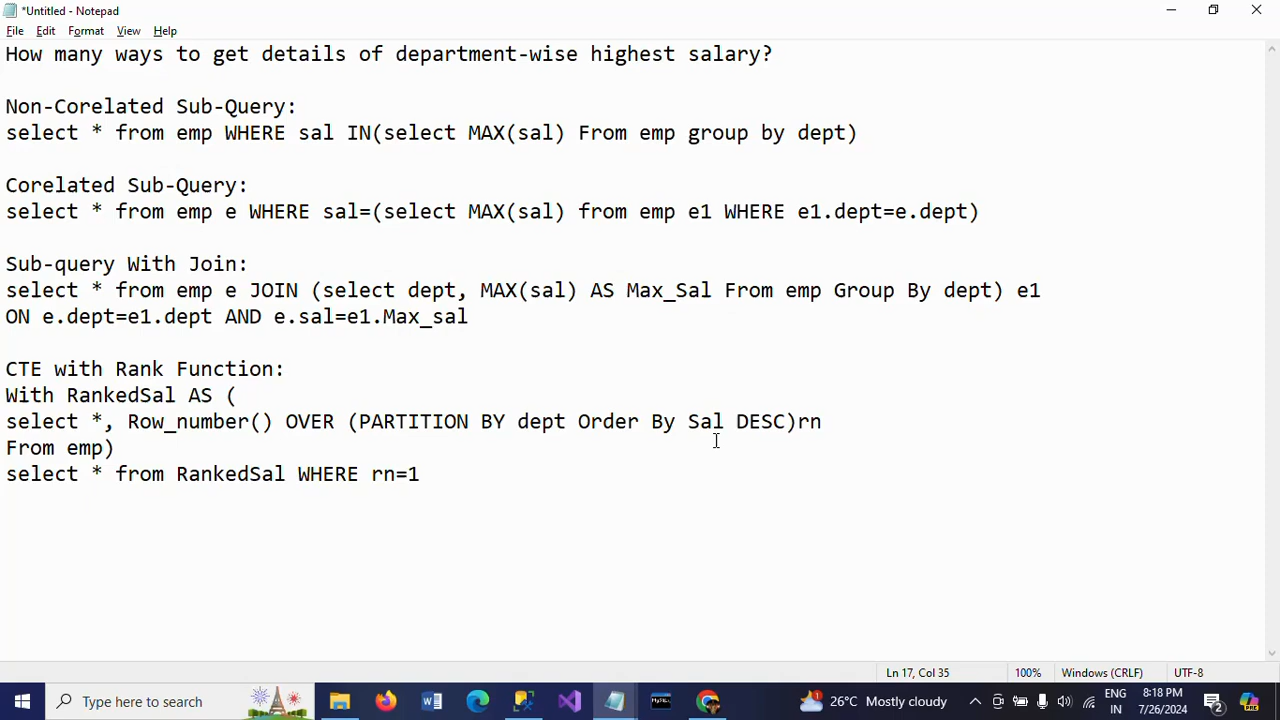 *Untitled - Notepad
File Edit Format View Help
How many ways to get details of department-wise highest salary?
Non-Corelated Sub-Query:
select * from emp WHERE sal IN(select MAX(sal) From emp group by dept)
Corelated Sub-Query:
select * from emp e WHERE sal=(select MAX(sal) from emp e1 WHERE e1.dept=e.dept)
Sub-query With Join:
select * from emp e JOIN (select dept, MAX(sal) AS Max_Sal From emp Group By dept) e1
ON e.dept=e1.dept AND e.sal=e1.Max_sal
CTE with Rank Function:
With RankedSal AS (
select *, Row_number() OVER (PARTITION BY dept Order By Sal DESC)rn
From emp)
select * from RankedSal WHERE rn=1
Ln 17, Col 35 100% Windows (CRLF) UTF-8
Type here to search
26°C Mostly cloudy
ENG
IN
8:18 PM
7/26/2024
2